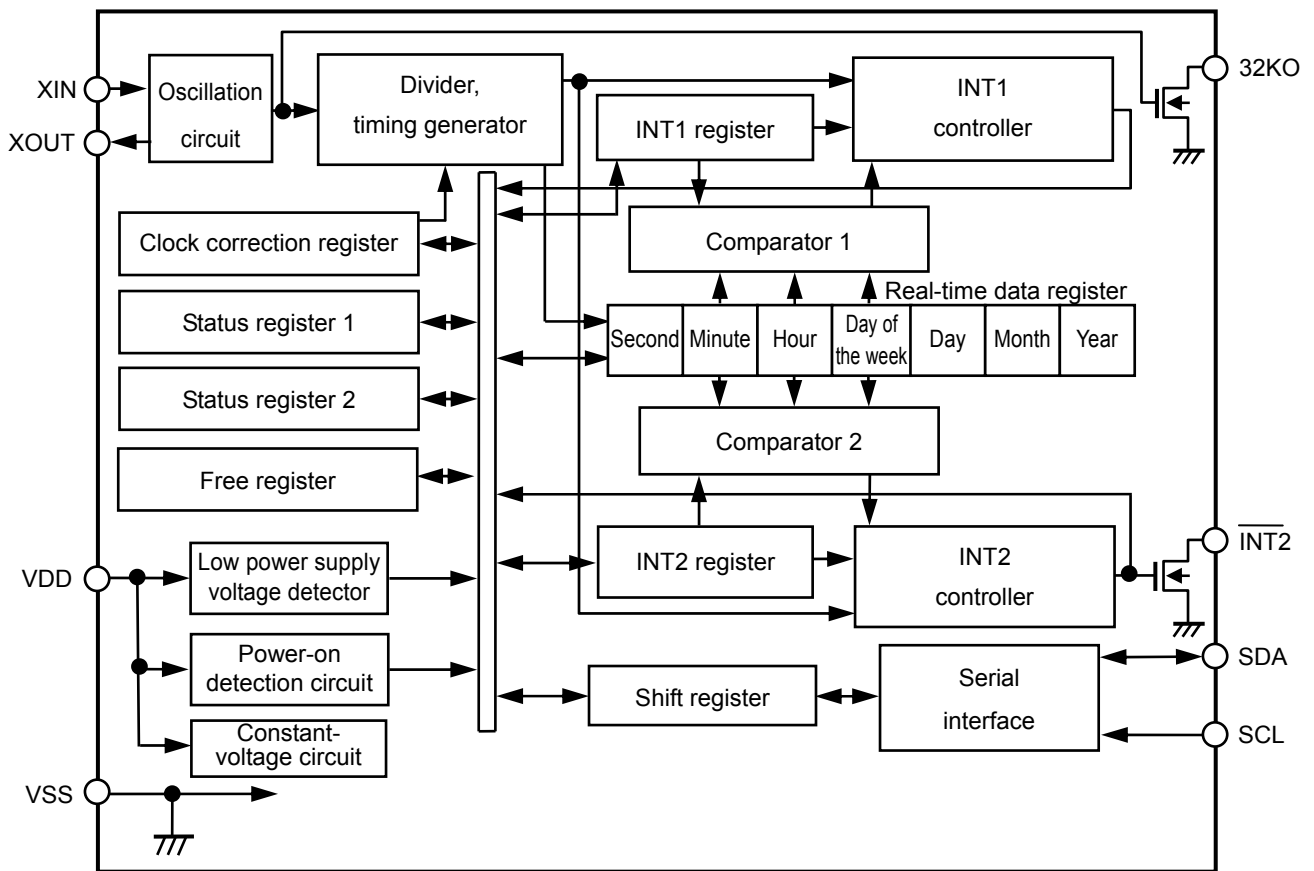 XIN
XOUT
Oscillation
circuit
Divider,
timing generator
INT1 register
INT1
controller
32KO
Clock correction register
Comparator 1
Status register 1
Real-time data register
Second
Minute
Hour
Day of
the week
Day
Month
Year
Status register 2
Comparator 2
Free register
VDD
Low power supply
voltage detector
INT2 register
INT2
controller
INT2
Power-on
detection circuit
Shift register
Serial
interface
SDA
SCL
Constant-
voltage circuit
VSS